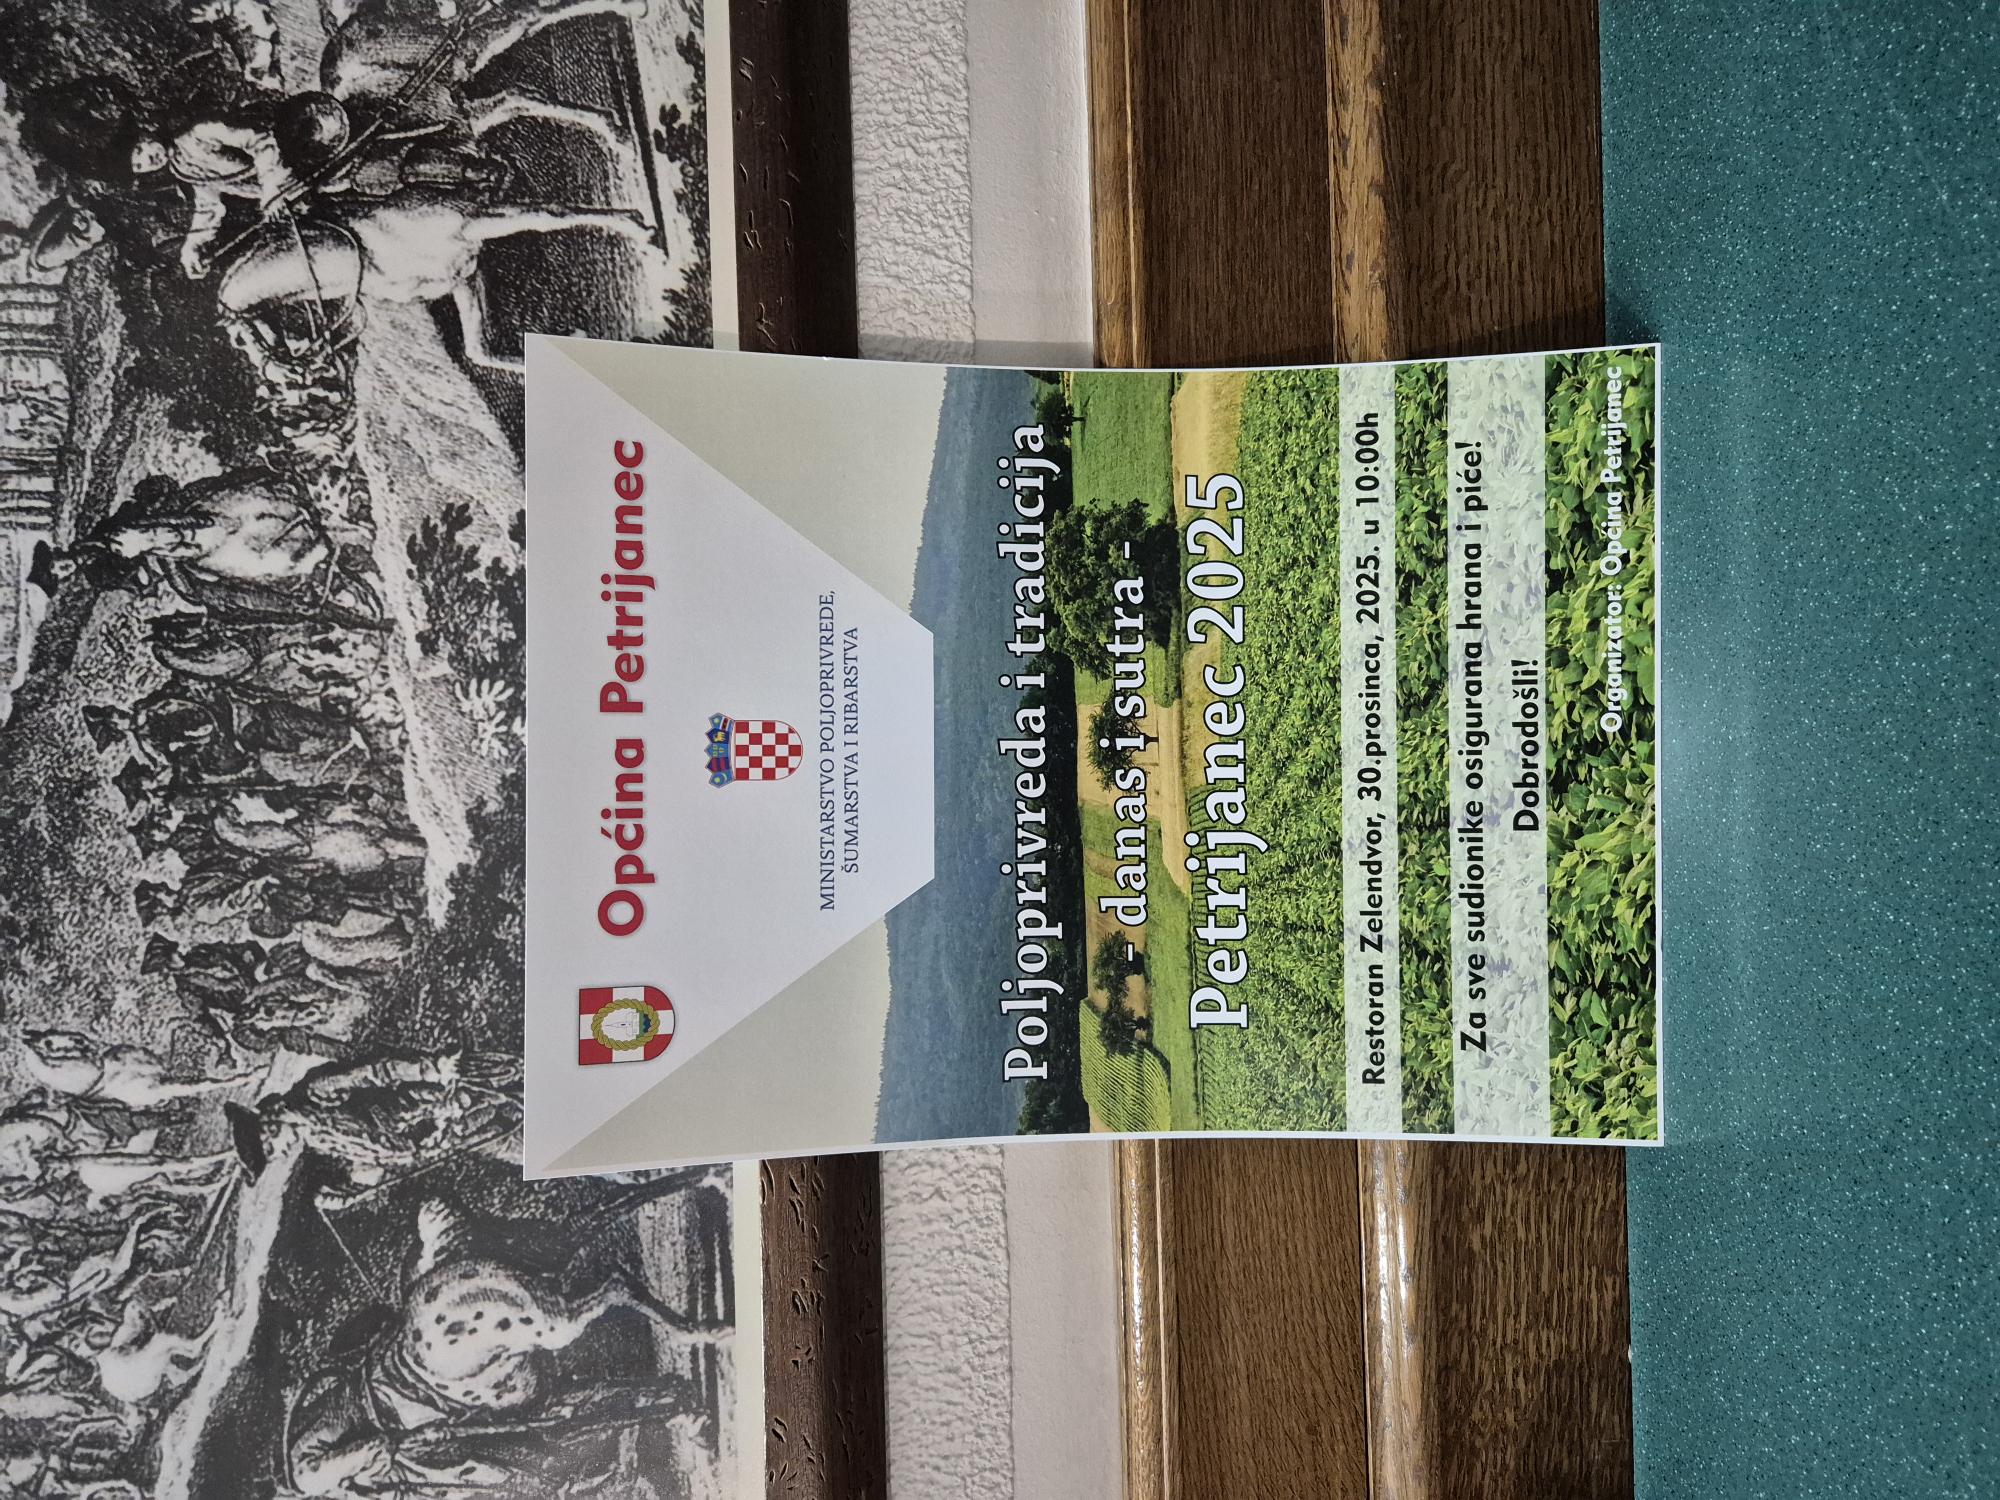 Općina Petrijanec
MINISTARSTVO POLJOPRIVREDE,
ŠUMARSTVA I RIBARSTVA
Poljoprivreda i tradicija
- danas i sutra -
Petrijanec 2025
Restoran Zelendvor, 30.prosinca, 2025. u 10:00h
Za sve sudionike osigurana hrana i piće!
Dobrodošli!
Organizator: Općina Petrijanec